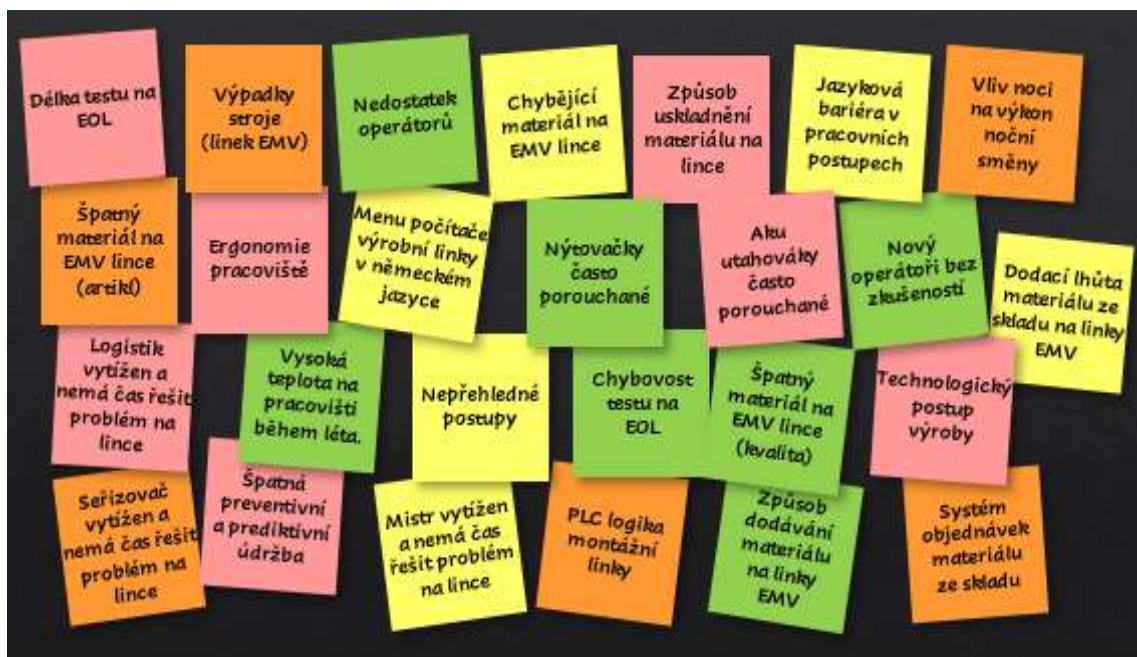 Délka testu na
EOL
Výpadky
stroje
(linek EMV)
Nedostatek
operátorů
Chybějící
materiál na
EMV lince
Způsob
uskladnění
materiálu na
lince
Jazyková
bariéra v
pracovních
postupech
Vliv noci
na výkon
noční
směny
Špatný
materiál na
EMV lince
(artikl)
Ergonomie
pracoviště
Menu počítače
výrobní linky
v německém
jazyce
Nýtovačky
často
porouchané
Aku
utahováky
často
porouchané
Nový
operátoři bez
zkušeností
Dodací lhůta
materiálu ze
skladu na linky
EMV
Logistik
vytížen a
nemá čas řešit
problém na
lince
Vysoká
teplota na
pracovišti
během léta.
Nepřehledné
postupy
Chybovost
testu na
EOL
Špatný
materiál na
EMV lince
(kvalita)
Technologický
postup
výroby
Seřizovač
vytížen a
nemá čas řešit
problém na
lince
Špatná
preventivní
a prediktivní
údržba
Mistr vytížen
a nemá čas
řešit problém
na lince
PLC logika
montážní
linky
Způsob
dodávání
materiálu
na linky
EMV
Systém
objednávek
materiálu
ze skladu